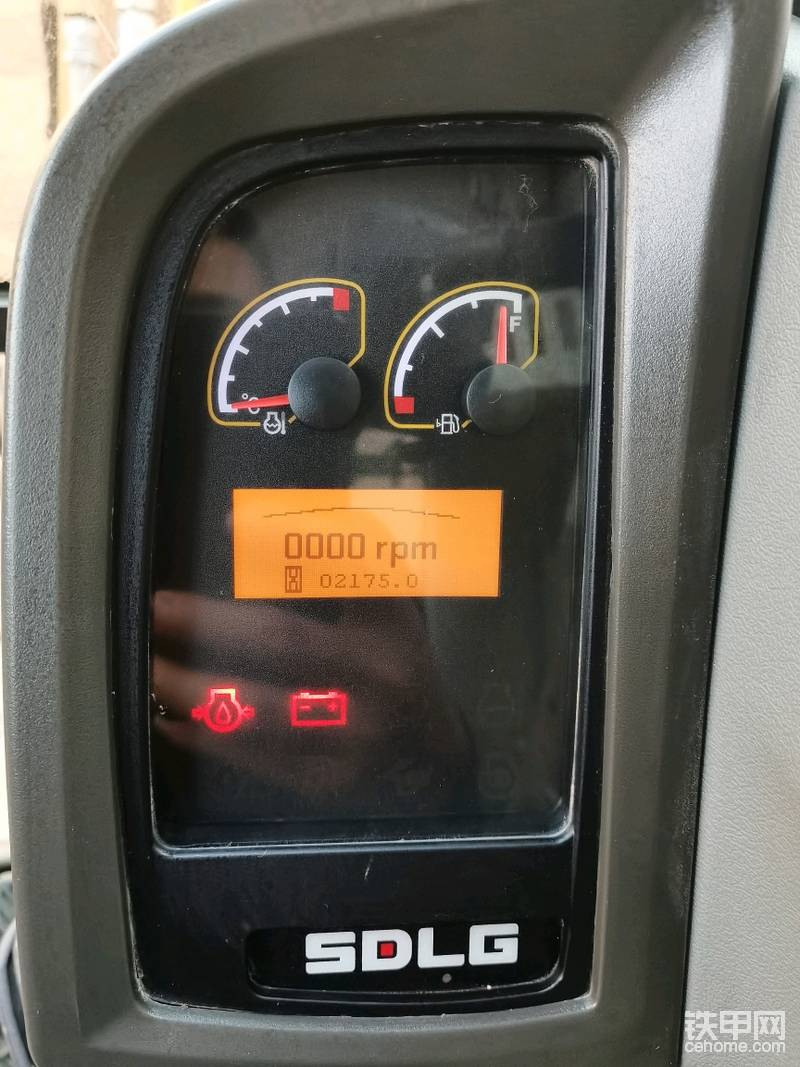 °C
F
0000 rpm
02175.0
- +
SDLG
铁甲网
cehome.com